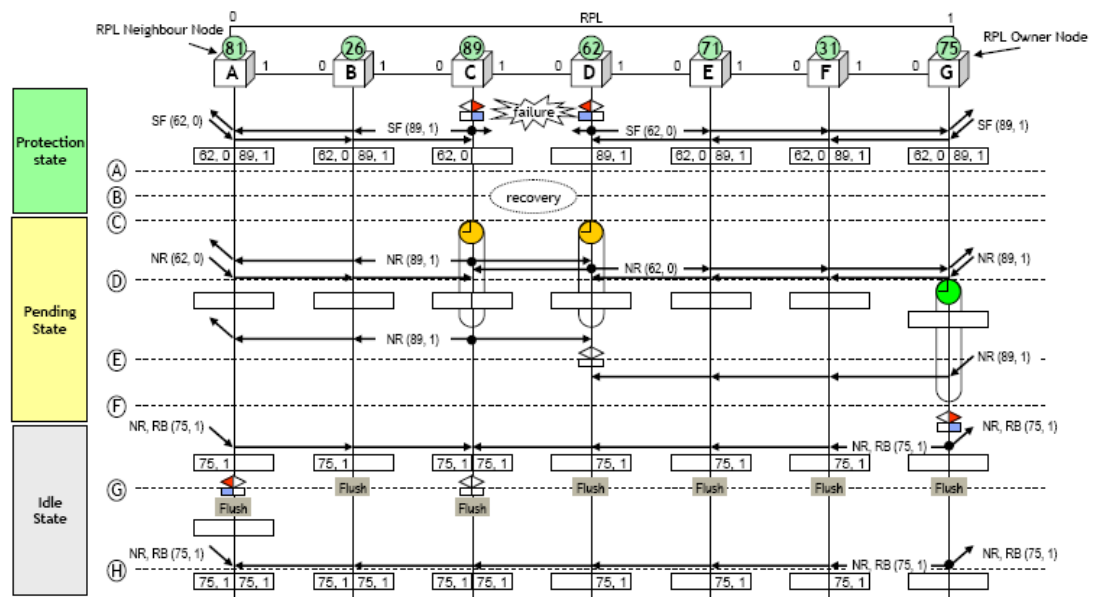 0 RPL 1
RPL Neighbour Node
RPL Owner Node
81 26 89 62 71 31 75
A 1 0 B 1 0 C 1 0 D 1 0 E 1 0 F 1 0 G
failure
SF (62, 0) SF (89, 1) SF (62, 0) SF (89, 1)
Protection
state
62, 0 89, 1 62, 0 89, 1 62, 0 89, 1 62, 0 89, 1 62, 0 89, 1 62, 0 89, 1
A
B recovery
C
NR (62, 0) NR (89, 1) NR (62, 0) NR (89, 1)
D
Pending
State
NR (89, 1)
E NR (89, 1)
F
NR, RB (75, 1) NR, RB (75, 1) NR, RB (75, 1)
75, 1 75, 1 75, 1 75, 1 75, 1 75, 1 75, 1
G Flush Flush Flush Flush Flush
Flush Flush
Idle
State
NR, RB (75, 1) NR, RB (75, 1) NR, RB (75, 1)
H
75, 1 75, 1 75, 1 75, 1 75, 1 75, 1 75, 1 75, 1 75, 1